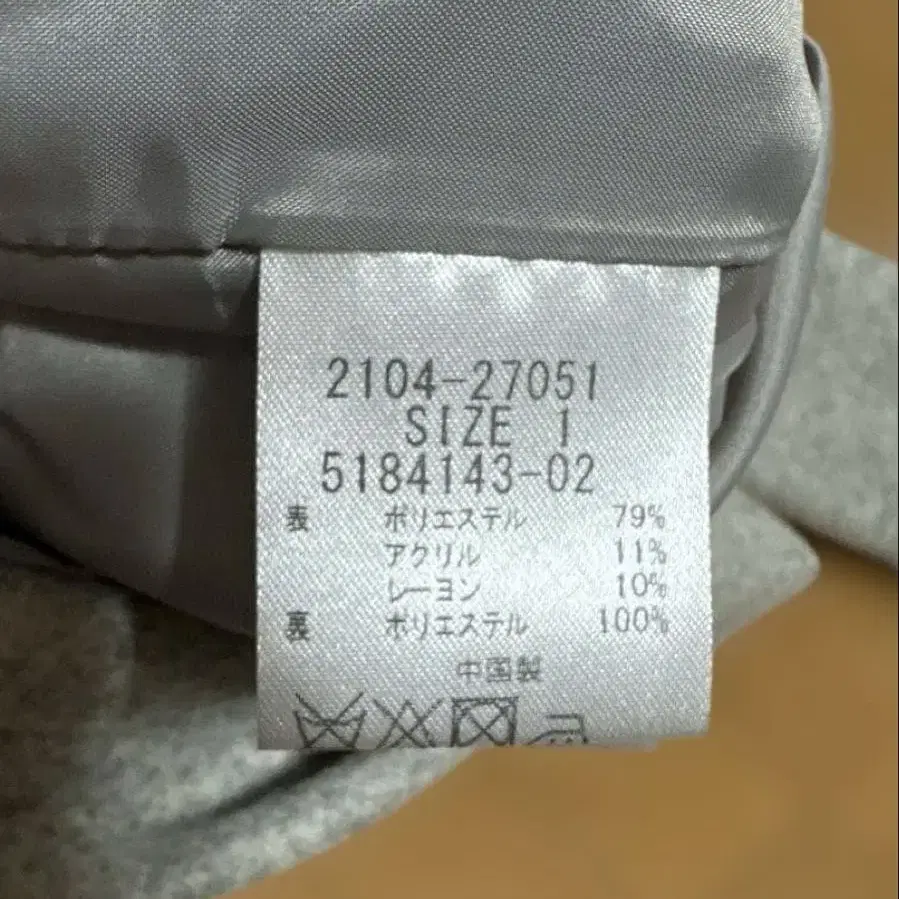 2104-27051
SIZE 1
5184143-02
表 ポリエステル 79%
アクリル 11%
レーヨン 10%
裏 ポリエステル 100%
中国製